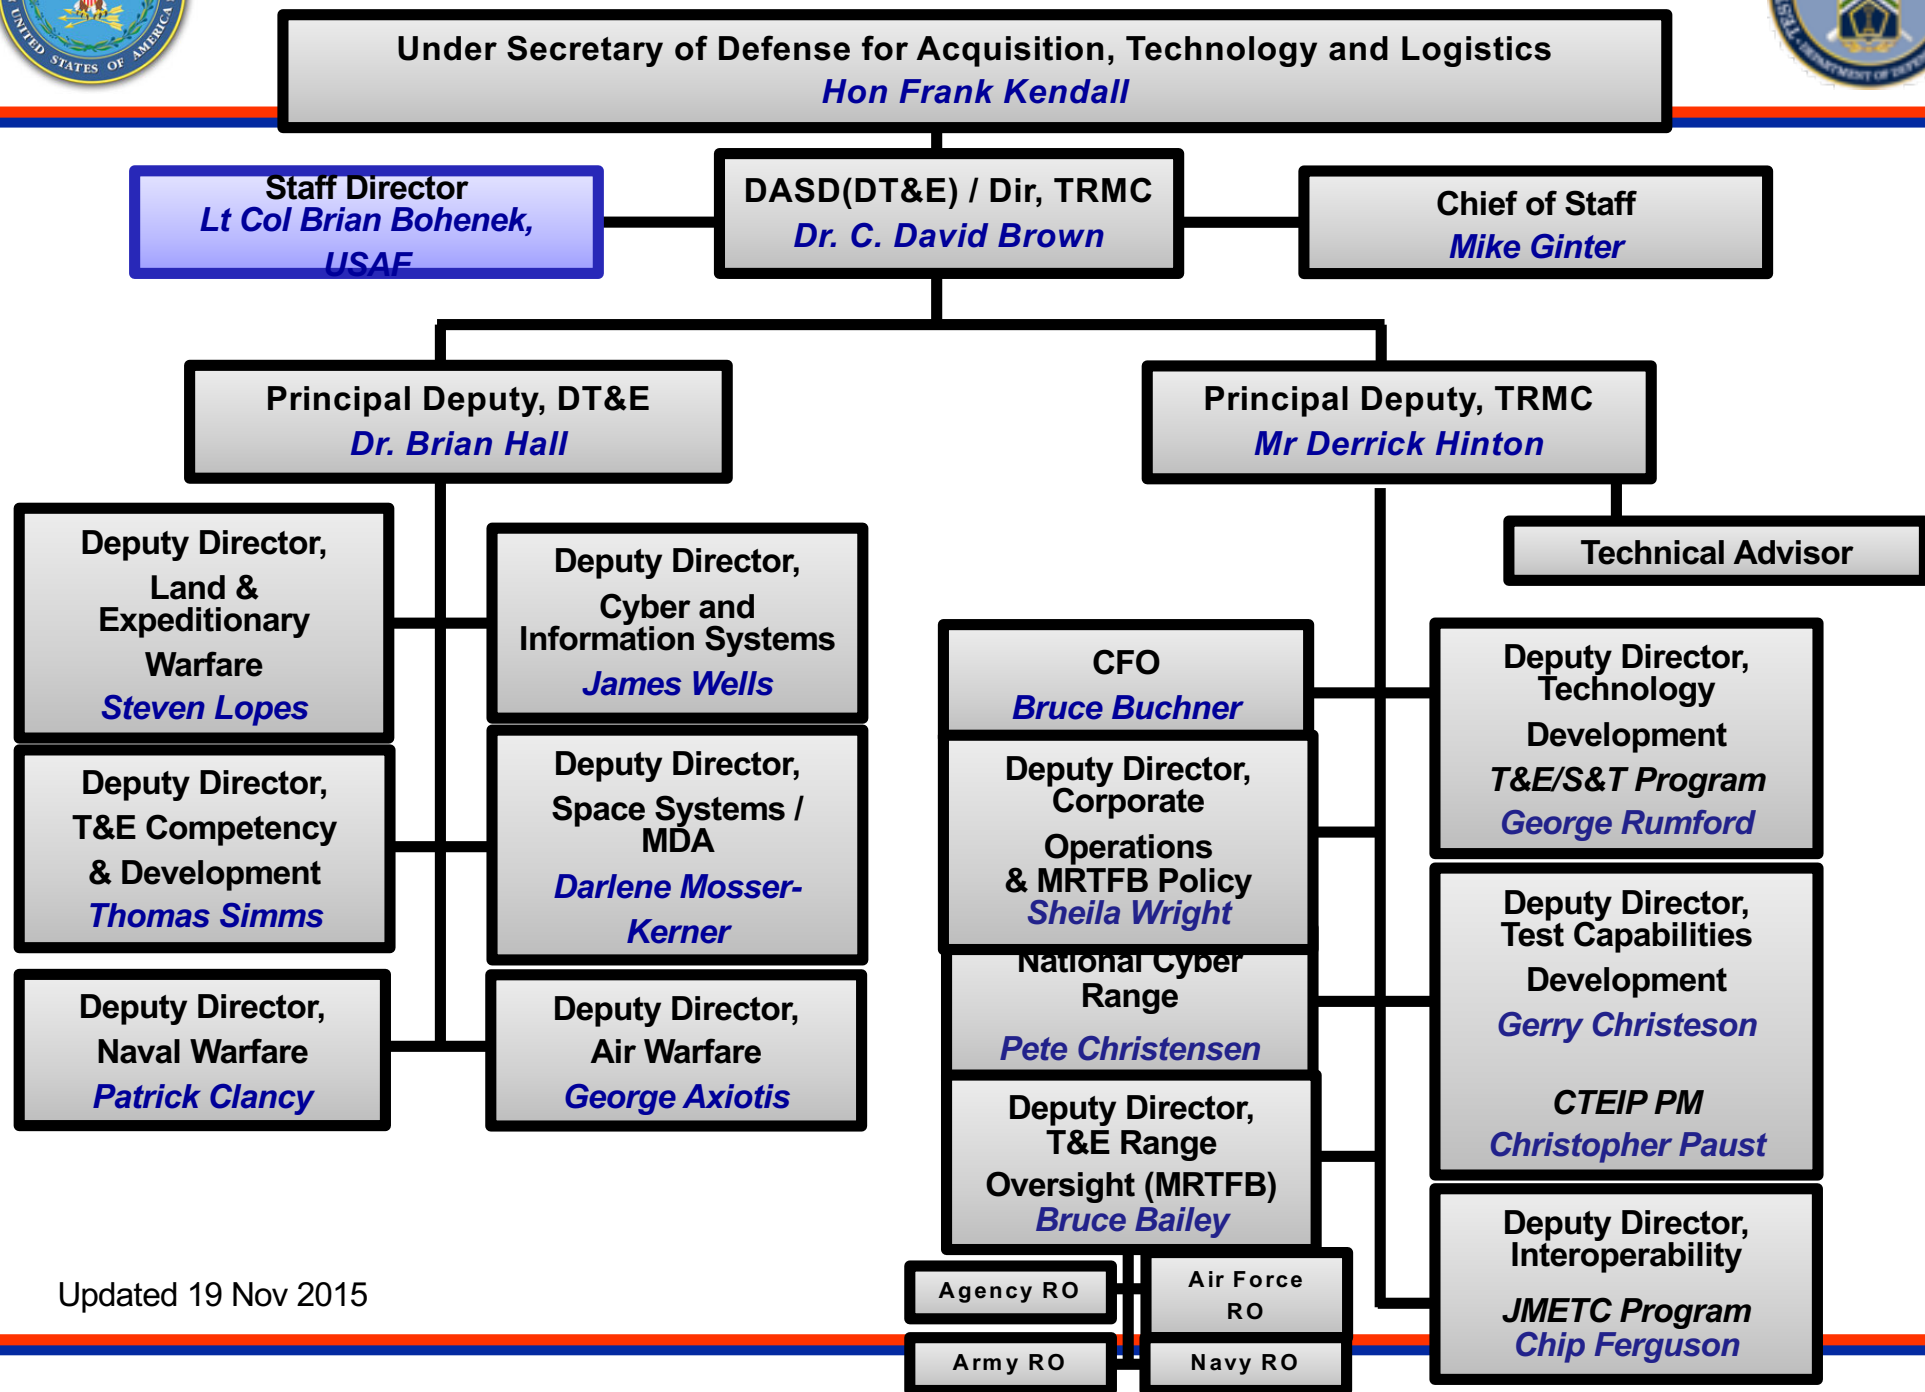 UNITED STATES OF AMERICA
DEPARTMENT OF DEFENSE
Under Secretary of Defense for Acquisition, Technology and Logistics
Hon Frank Kendall
Staff Director
Lt Col Brian Bohenek,
USAF
DASD(DT&E) / Dir, TRMC
Dr. C. David Brown
Chief of Staff
Mike Ginter
Principal Deputy, DT&E
Dr. Brian Hall
Principal Deputy, TRMC
Mr Derrick Hinton
Technical Advisor
Deputy Director,
Land &
Expeditionary
Warfare
Steven Lopes
Deputy Director,
Cyber and
Information Systems
James Wells
Deputy Director,
T&E Competency
& Development
Thomas Simms
Deputy Director,
Space Systems /
MDA
Darlene Mosser-
Kerner
Deputy Director,
Naval Warfare
Patrick Clancy
Deputy Director,
Air Warfare
George Axiotis
CFO
Bruce Buchner
Deputy Director,
Corporate
Operations
& MRTFB Policy
Sheila Wright
National Cyber
Range
Pete Christensen
Deputy Director,
T&E Range
Oversight (MRTFB)
Bruce Bailey
Agency RO
Air Force
RO
Army RO
Navy RO
Deputy Director,
Technology
Development
T&E/S&T Program
George Rumford
Deputy Director,
Test Capabilities
Development
Gerry Christeson
CTEIP PM
Christopher Paust
Deputy Director,
Interoperability
JMETC Program
Chip Ferguson
Updated 19 Nov 2015